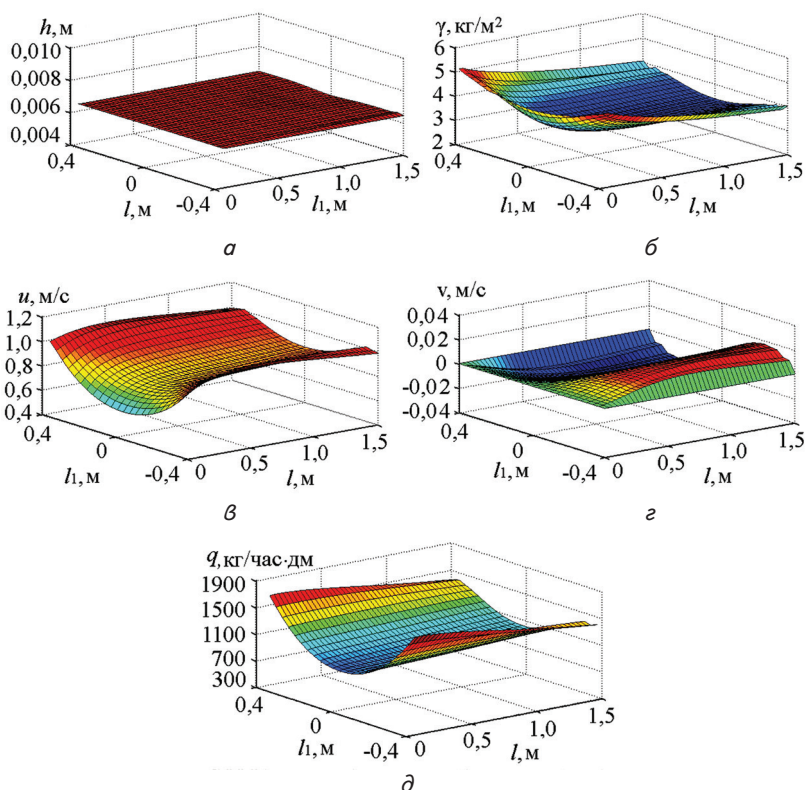 h, м
0,010
0,008
0,006
0,004
0,4
0
-0,4
l, м
0
0,5
1,0
1,5
l1, м
а
γ, кг/м²
6
5
4
3
2
0,4
0
-0,4
l1, м
0
0,5
1,0
1,5
l, м
б
u, м/с
1,2
1,0
0,8
0,6
0,4
0,4
0
-0,4
l1, м
0
0,5
1,0
1,5
l, м
в
v, м/с
0,04
0,02
0
-0,02
-0,04
0,4
0
-0,4
l1, м
0
0,5
1,0
1,5
l, м
г
q, кг/час·дм
1900
1500
1100
700
300
0,4
0
-0,4
l1, м
0
0,5
1,0
1,5
l, м
д